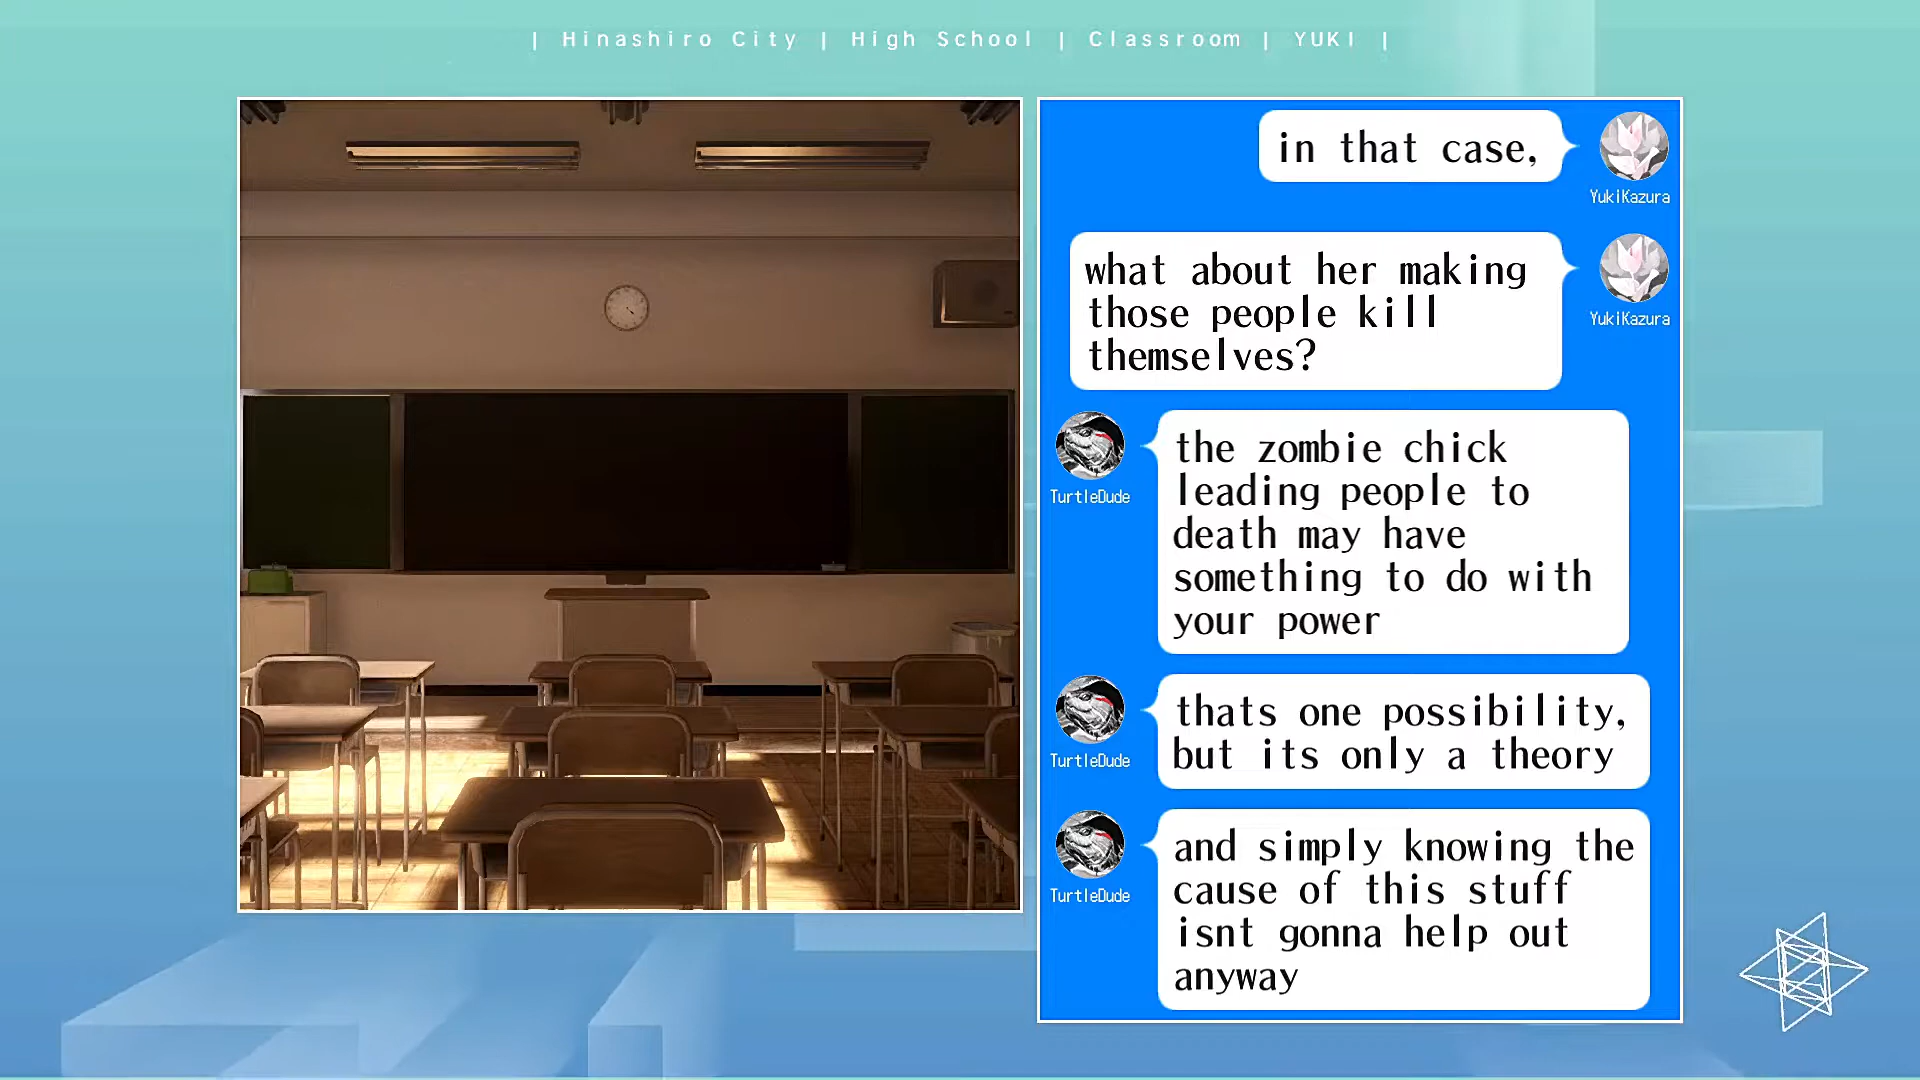 | Hinashiro City | High School | Classroom | YUKI |
in that case,
YukiKazura
what about her making
those people kill
themselves?
YukiKazura
the zombie chick
leading people to
death may have
something to do with
your power
TurtleDude
thats one possibility,
but its only a theory
TurtleDude
and simply knowing the
cause of this stuff
isnt gonna help out
anyway
TurtleDude